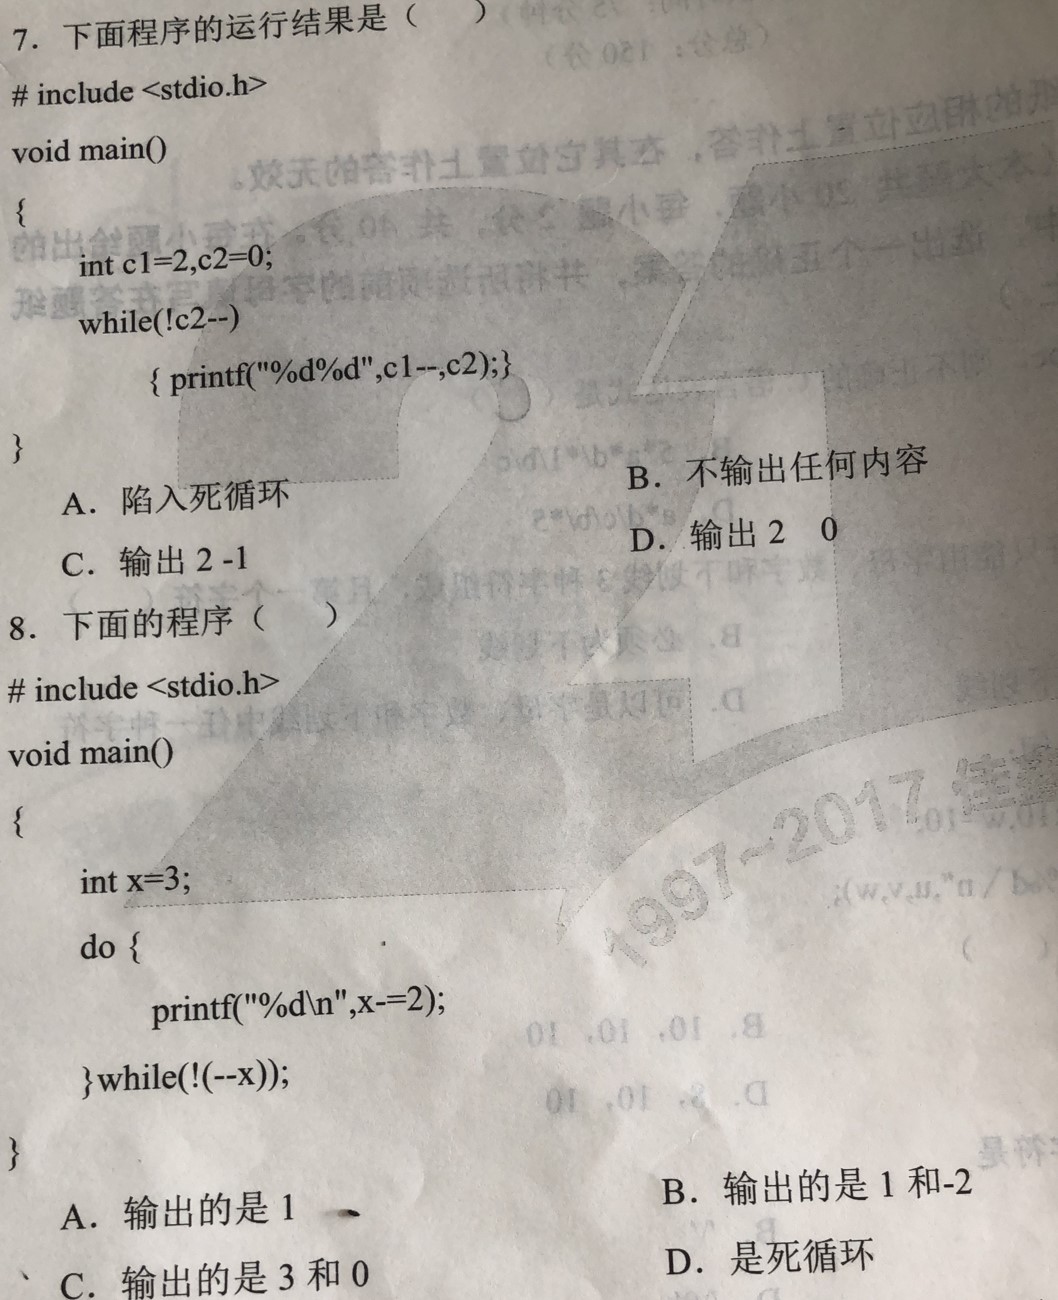 7. 下面程序的运行结果是（ ）
# include <stdio.h>
void main()
{
int c1=2,c2=0;
while(!c2--)
{ printf("%d%d",c1--,c2);}
}
A. 陷入死循环 B. 不输出任何内容
C. 输出 2 -1 D. 输出 2 0
8. 下面的程序（ ）
# include <stdio.h>
void main()
{
int x=3;
do {
printf("%d\n",x-=2);
}while(!(--x));
}
A. 输出的是 1 B. 输出的是 1 和-2
C. 输出的是 3 和 0 D. 是死循环
1997~2017